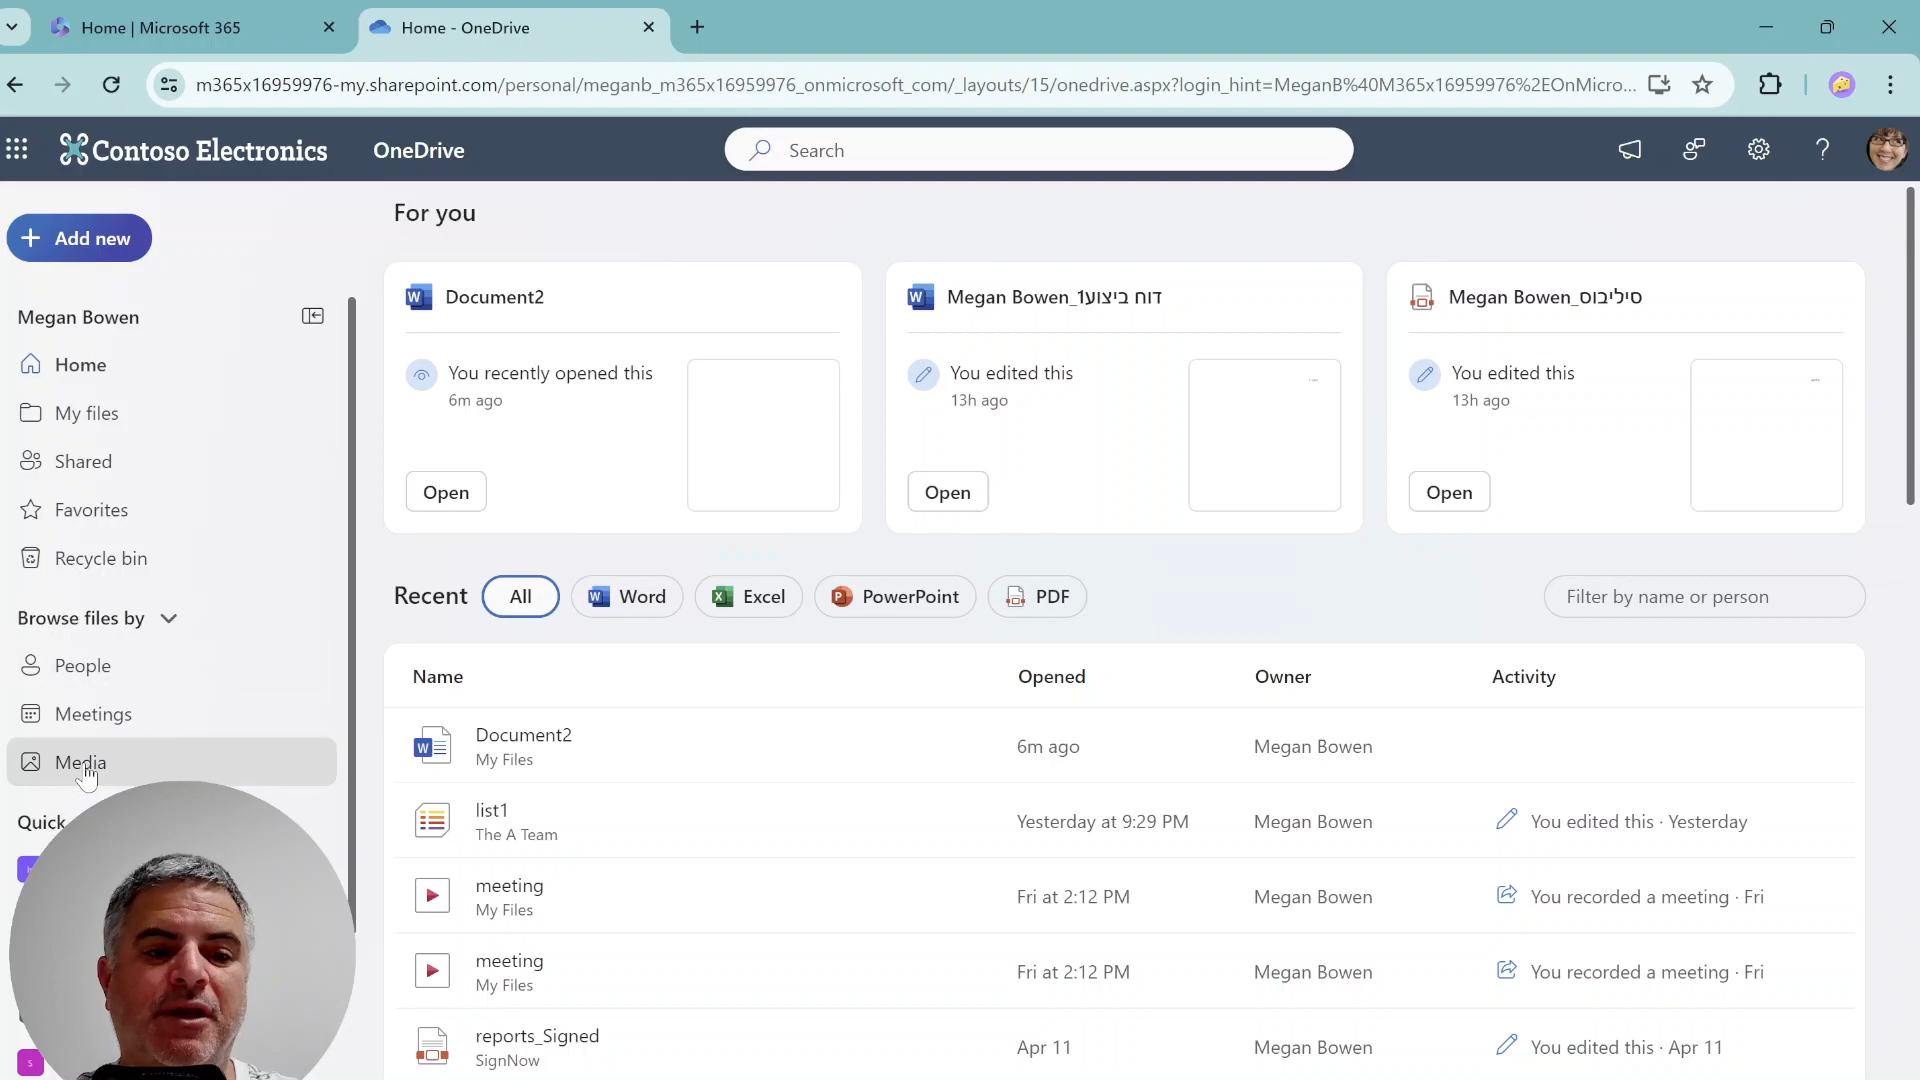 Home | Microsoft 365
Home - OneDrive
m365x16959976-my.sharepoint.com/personal/meganb_m365x16959976_onmicrosoft_com/_layouts/15/onedrive.aspx?login_hint=MeganB%40M365x16959976%2EOnMicro...
Contoso Electronics
OneDrive
Search
Add new
Megan Bowen
Home
My files
Shared
Favorites
Recycle bin
Browse files by
People
Meetings
Media
Quick
For you
Document2
You recently opened this
6m ago
Open
Megan Bowen_1דוח ביצוע
You edited this
13h ago
Open
Megan Bowen_סיליבוס
You edited this
13h ago
Open
Recent
All
Word
Excel
PowerPoint
PDF
Filter by name or person
Name Opened Owner Activity
Document2
My Files
6m ago
Megan Bowen
list1
The A Team
Yesterday at 9:29 PM
Megan Bowen
You edited this · Yesterday
meeting
My Files
Fri at 2:12 PM
Megan Bowen
You recorded a meeting · Fri
meeting
My Files
Fri at 2:12 PM
Megan Bowen
You recorded a meeting · Fri
reports_Signed
SignNow
Apr 11
Megan Bowen
You edited this · Apr 11